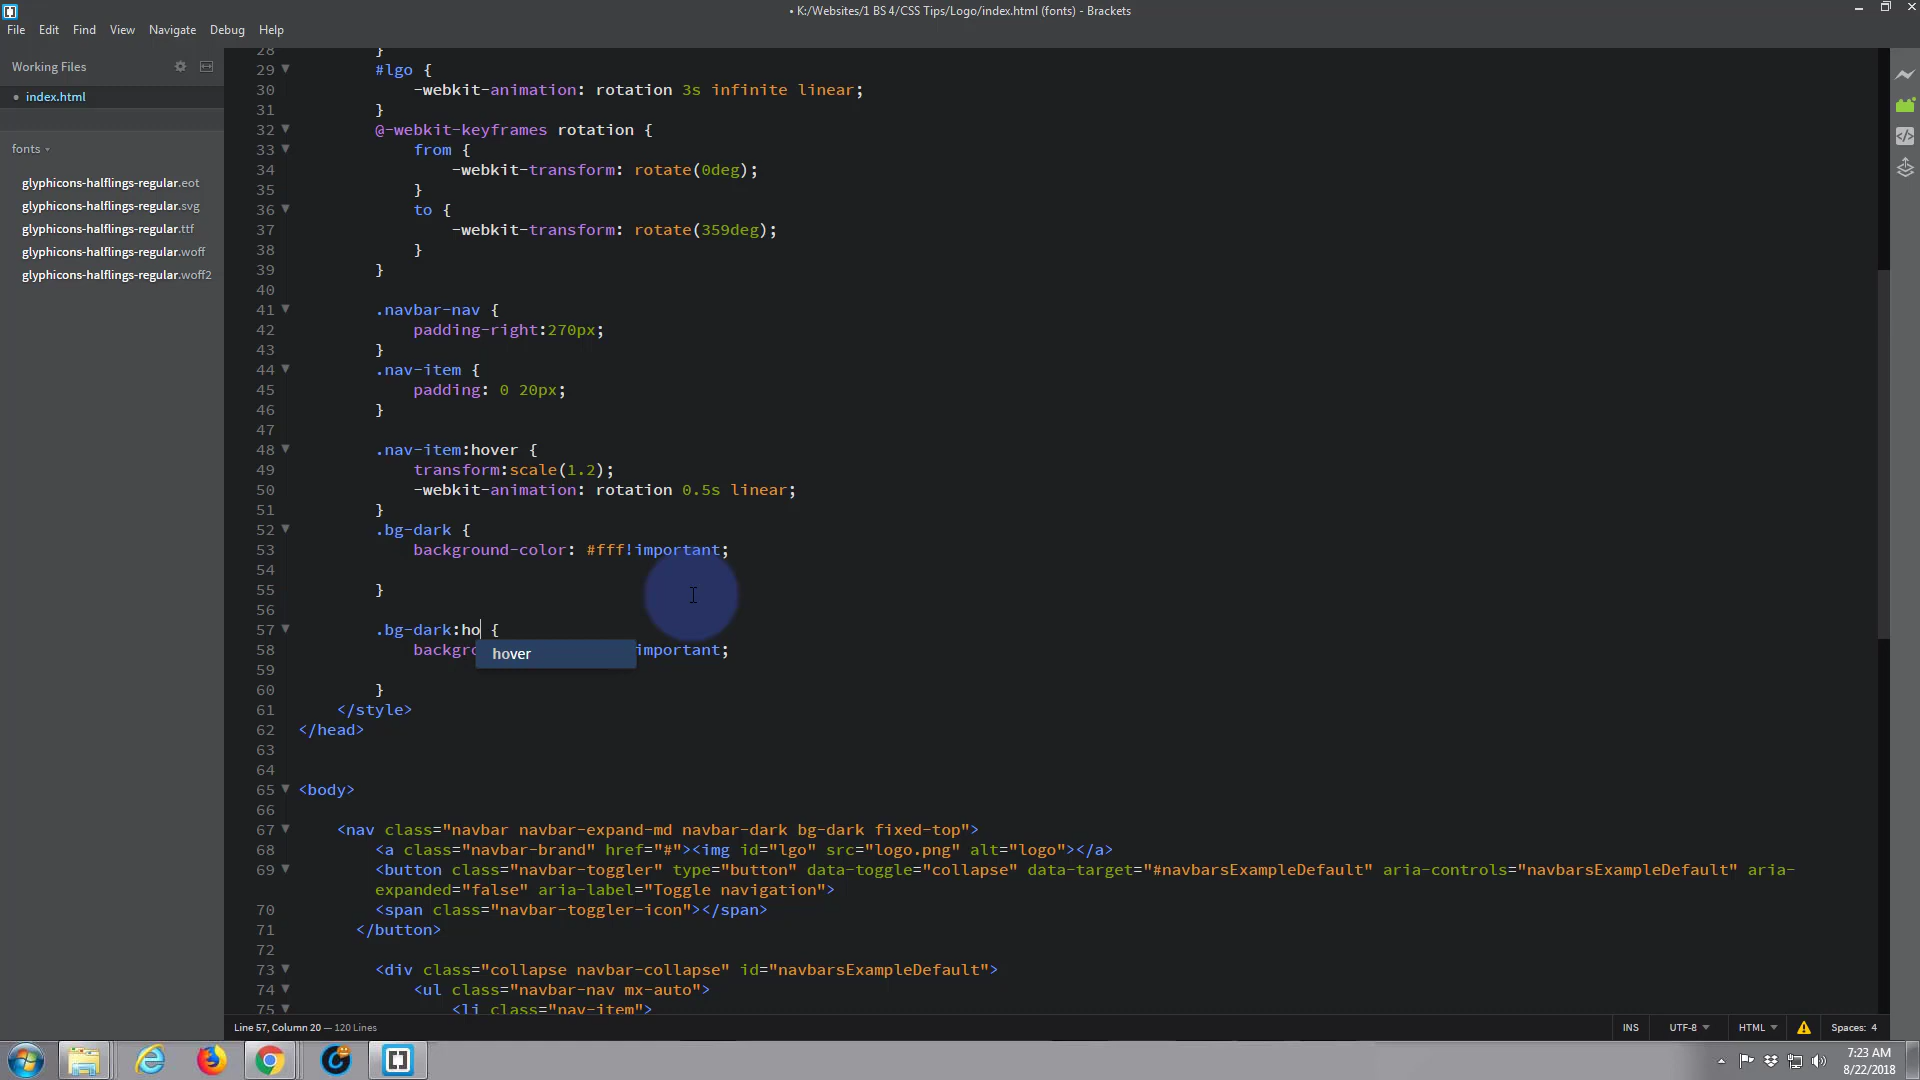 • K:/Websites/1 BS 4/CSS Tips/Logo/index.html (fonts) - Brackets
File Edit Find View Navigate Debug Help
Working Files
• index.html
fonts
glyphicons-halflings-regular.eot
glyphicons-halflings-regular.svg
glyphicons-halflings-regular.ttf
glyphicons-halflings-regular.woff
glyphicons-halflings-regular.woff2
28 }
29 #lgo {
30 -webkit-animation: rotation 3s infinite linear;
31 }
32 @-webkit-keyframes rotation {
33 from {
34 -webkit-transform: rotate(0deg);
35 }
36 to {
37 -webkit-transform: rotate(359deg);
38 }
39 }
40
41 .navbar-nav {
42 padding-right:270px;
43 }
44 .nav-item {
45 padding: 0 20px;
46 }
47
48 .nav-item:hover {
49 transform:scale(1.2);
50 -webkit-animation: rotation 0.5s linear;
51 }
52 .bg-dark {
53 background-color: #fff!important;
54
55 }
56
57 .bg-dark:ho {
hover
58 backgro important;
59
60 }
61 </style>
62 </head>
63
64
65 <body>
66
67 <nav class="navbar navbar-expand-md navbar-dark bg-dark fixed-top">
68 <a class="navbar-brand" href="#"><img id="lgo" src="logo.png" alt="logo"></a>
69 <button class="navbar-toggler" type="button" data-toggle="collapse" data-target="#navbarsExampleDefault" aria-controls="navbarsExampleDefault" aria-
expanded="false" aria-label="Toggle navigation">
70 <span class="navbar-toggler-icon"></span>
71 </button>
72
73 <div class="collapse navbar-collapse" id="navbarsExampleDefault">
74 <ul class="navbar-nav mx-auto">
75 <li class="nav-item">
Line 57, Column 20 — 120 Lines
INS UTF-8 HTML Spaces: 4
7:23 AM
8/22/2018